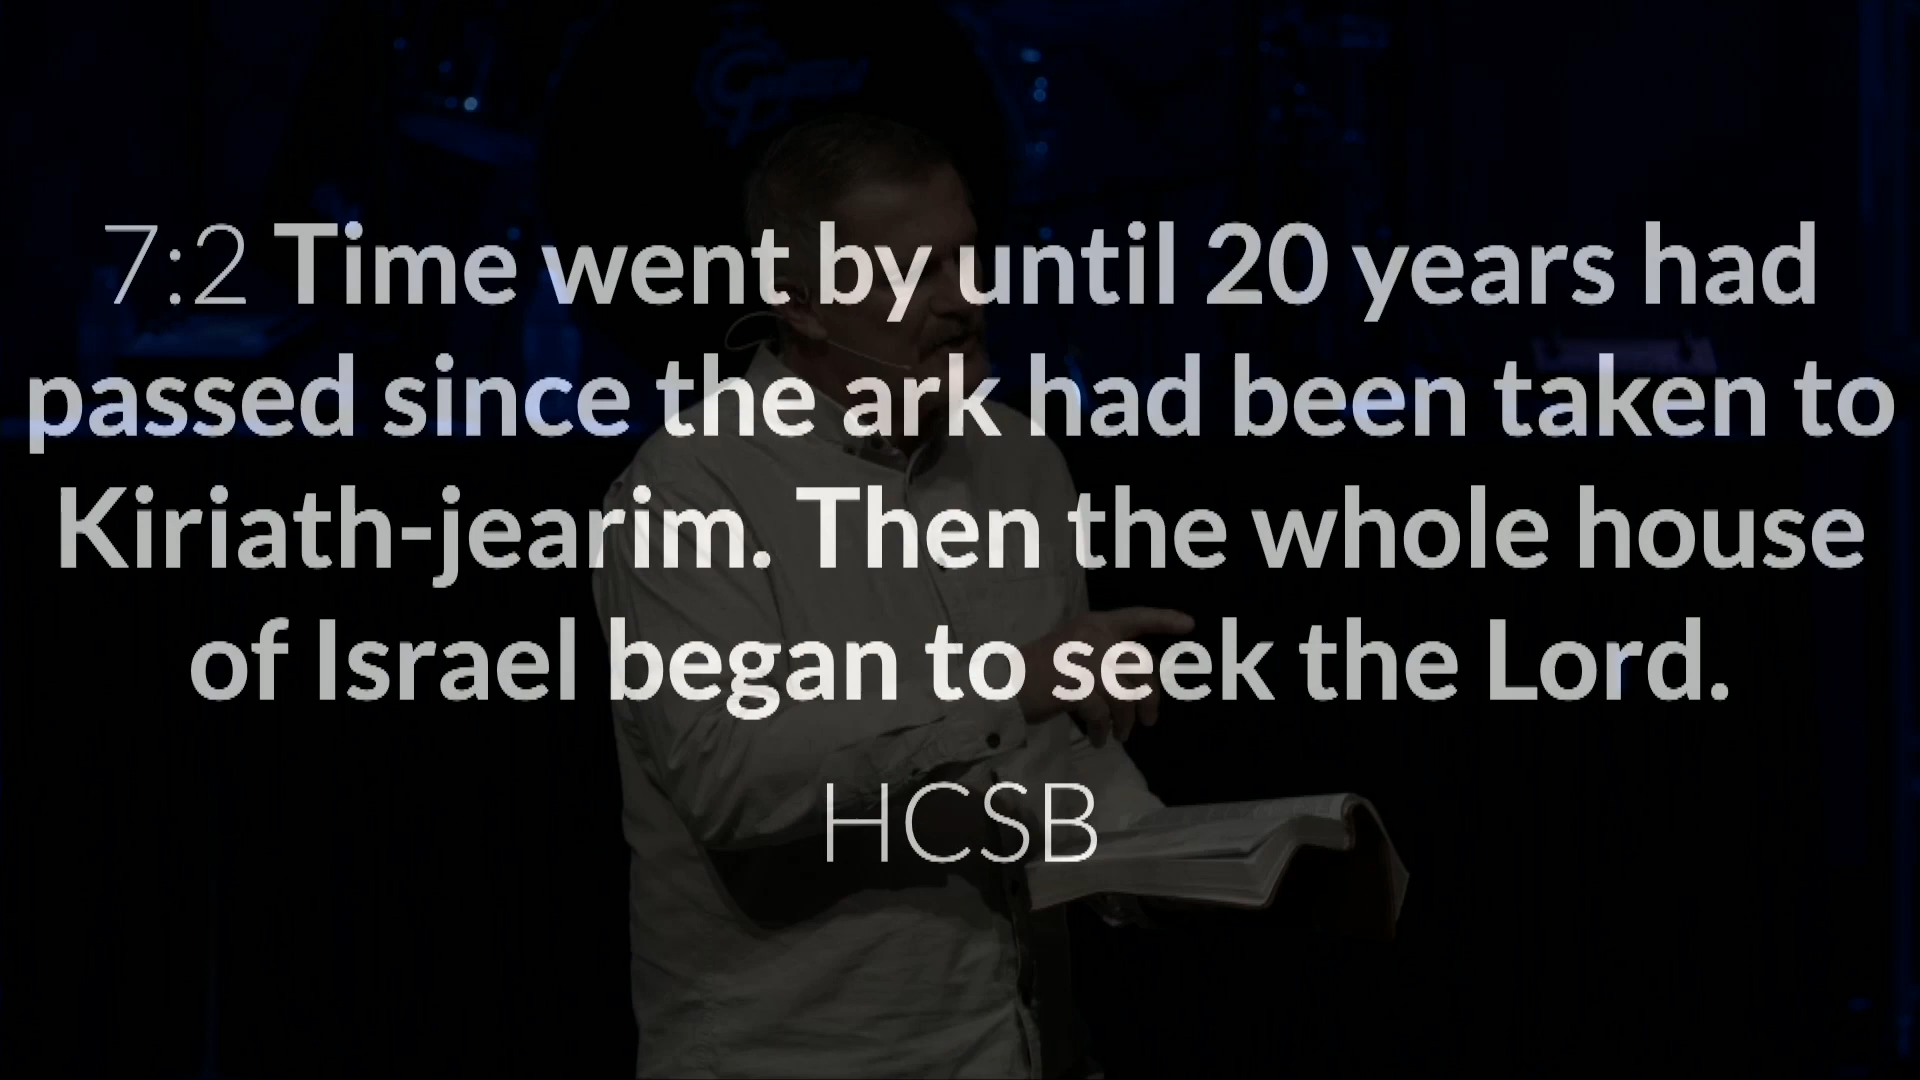 7:2 Time went by until 20 years had
passed since the ark had been taken to
Kiriath-jearim. Then the whole house
of Israel began to seek the Lord.
HCSB